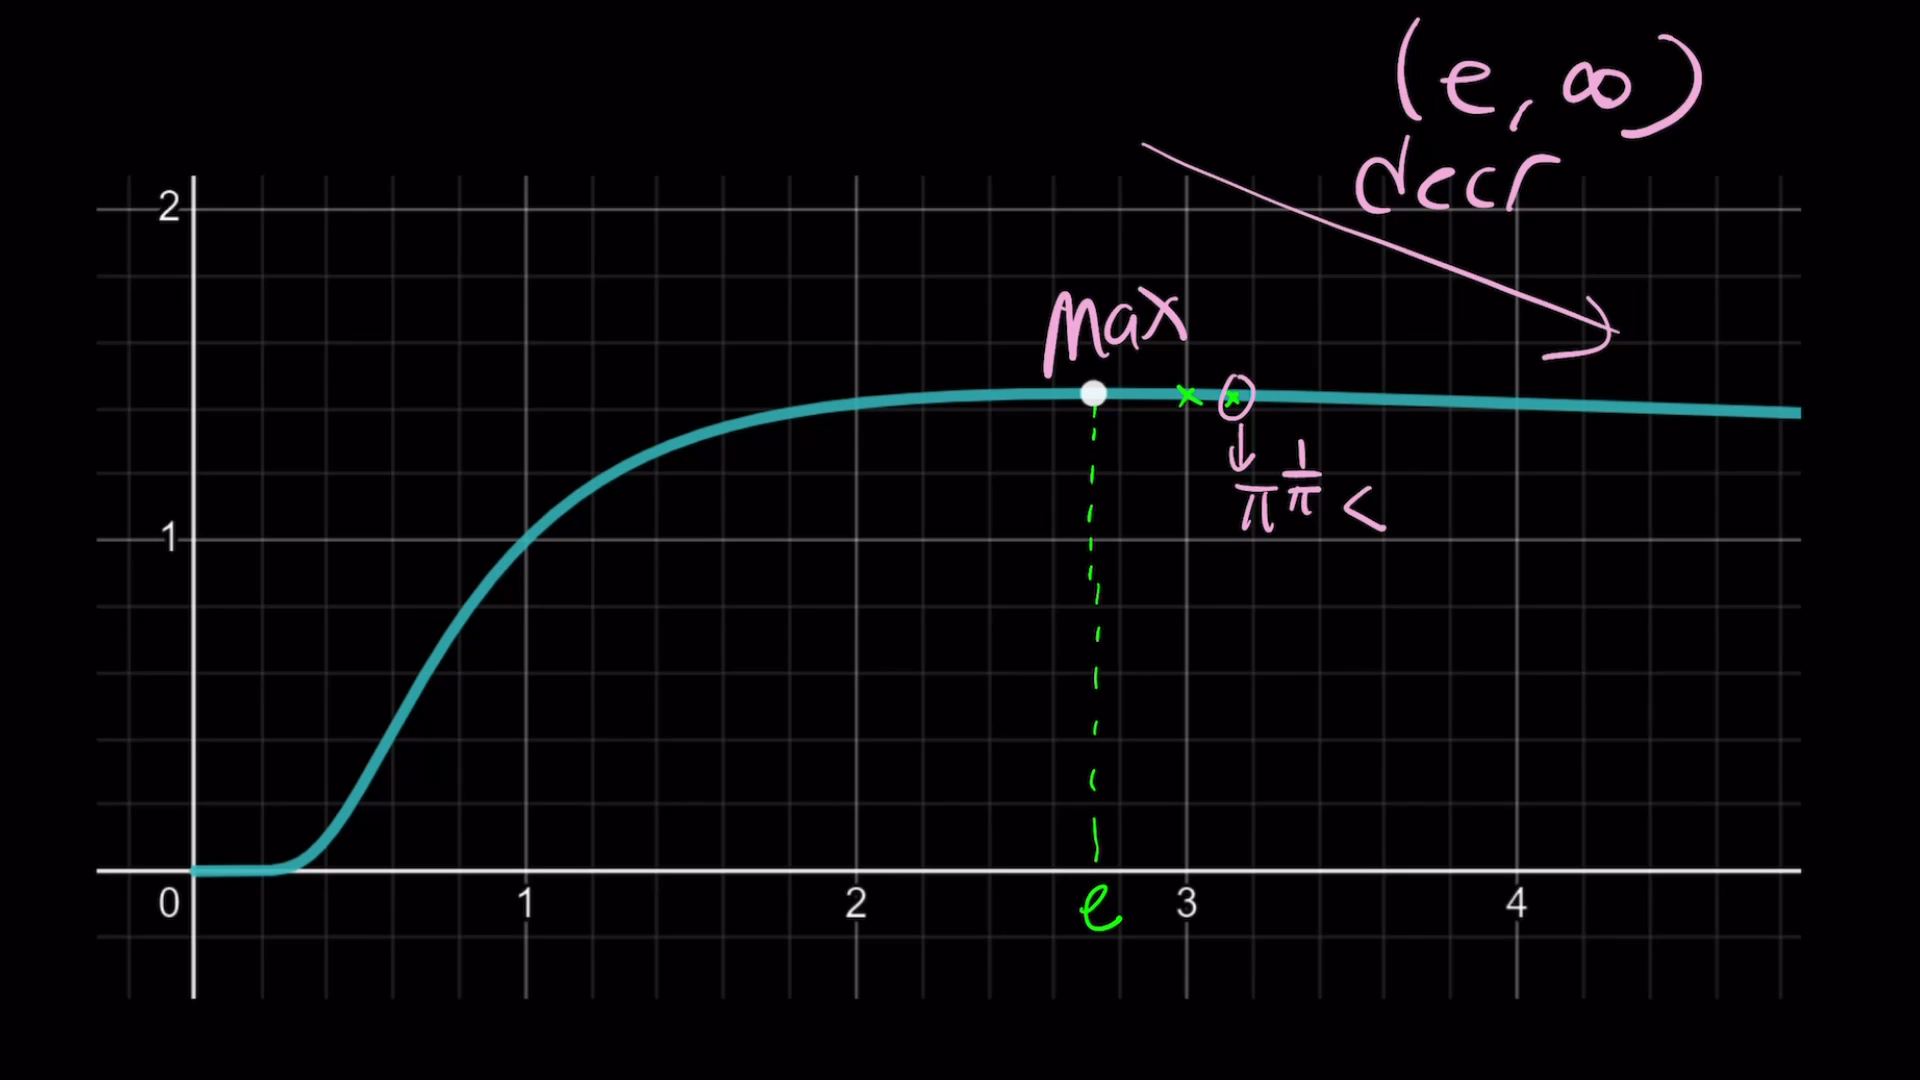 (e, ∞)
decr
2
Max
π^(1/π) <
1
0 1 2 e 3 4